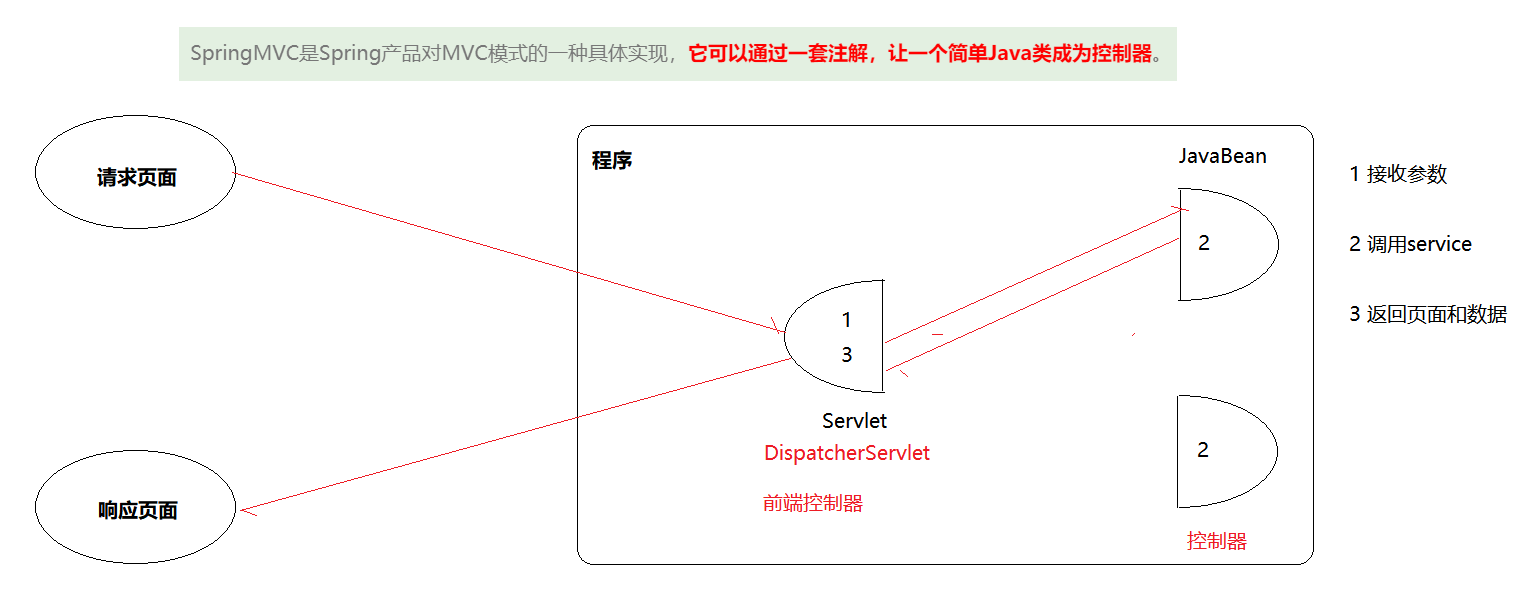 SpringMVC是Spring产品对MVC模式的一种具体实现，它可以通过一套注解，让一个简单Java类成为控制器。
请求页面
程序
JavaBean
1 接收参数
2
2 调用service
1
3
3 返回页面和数据
Servlet
DispatcherServlet
前端控制器
2
响应页面
控制器